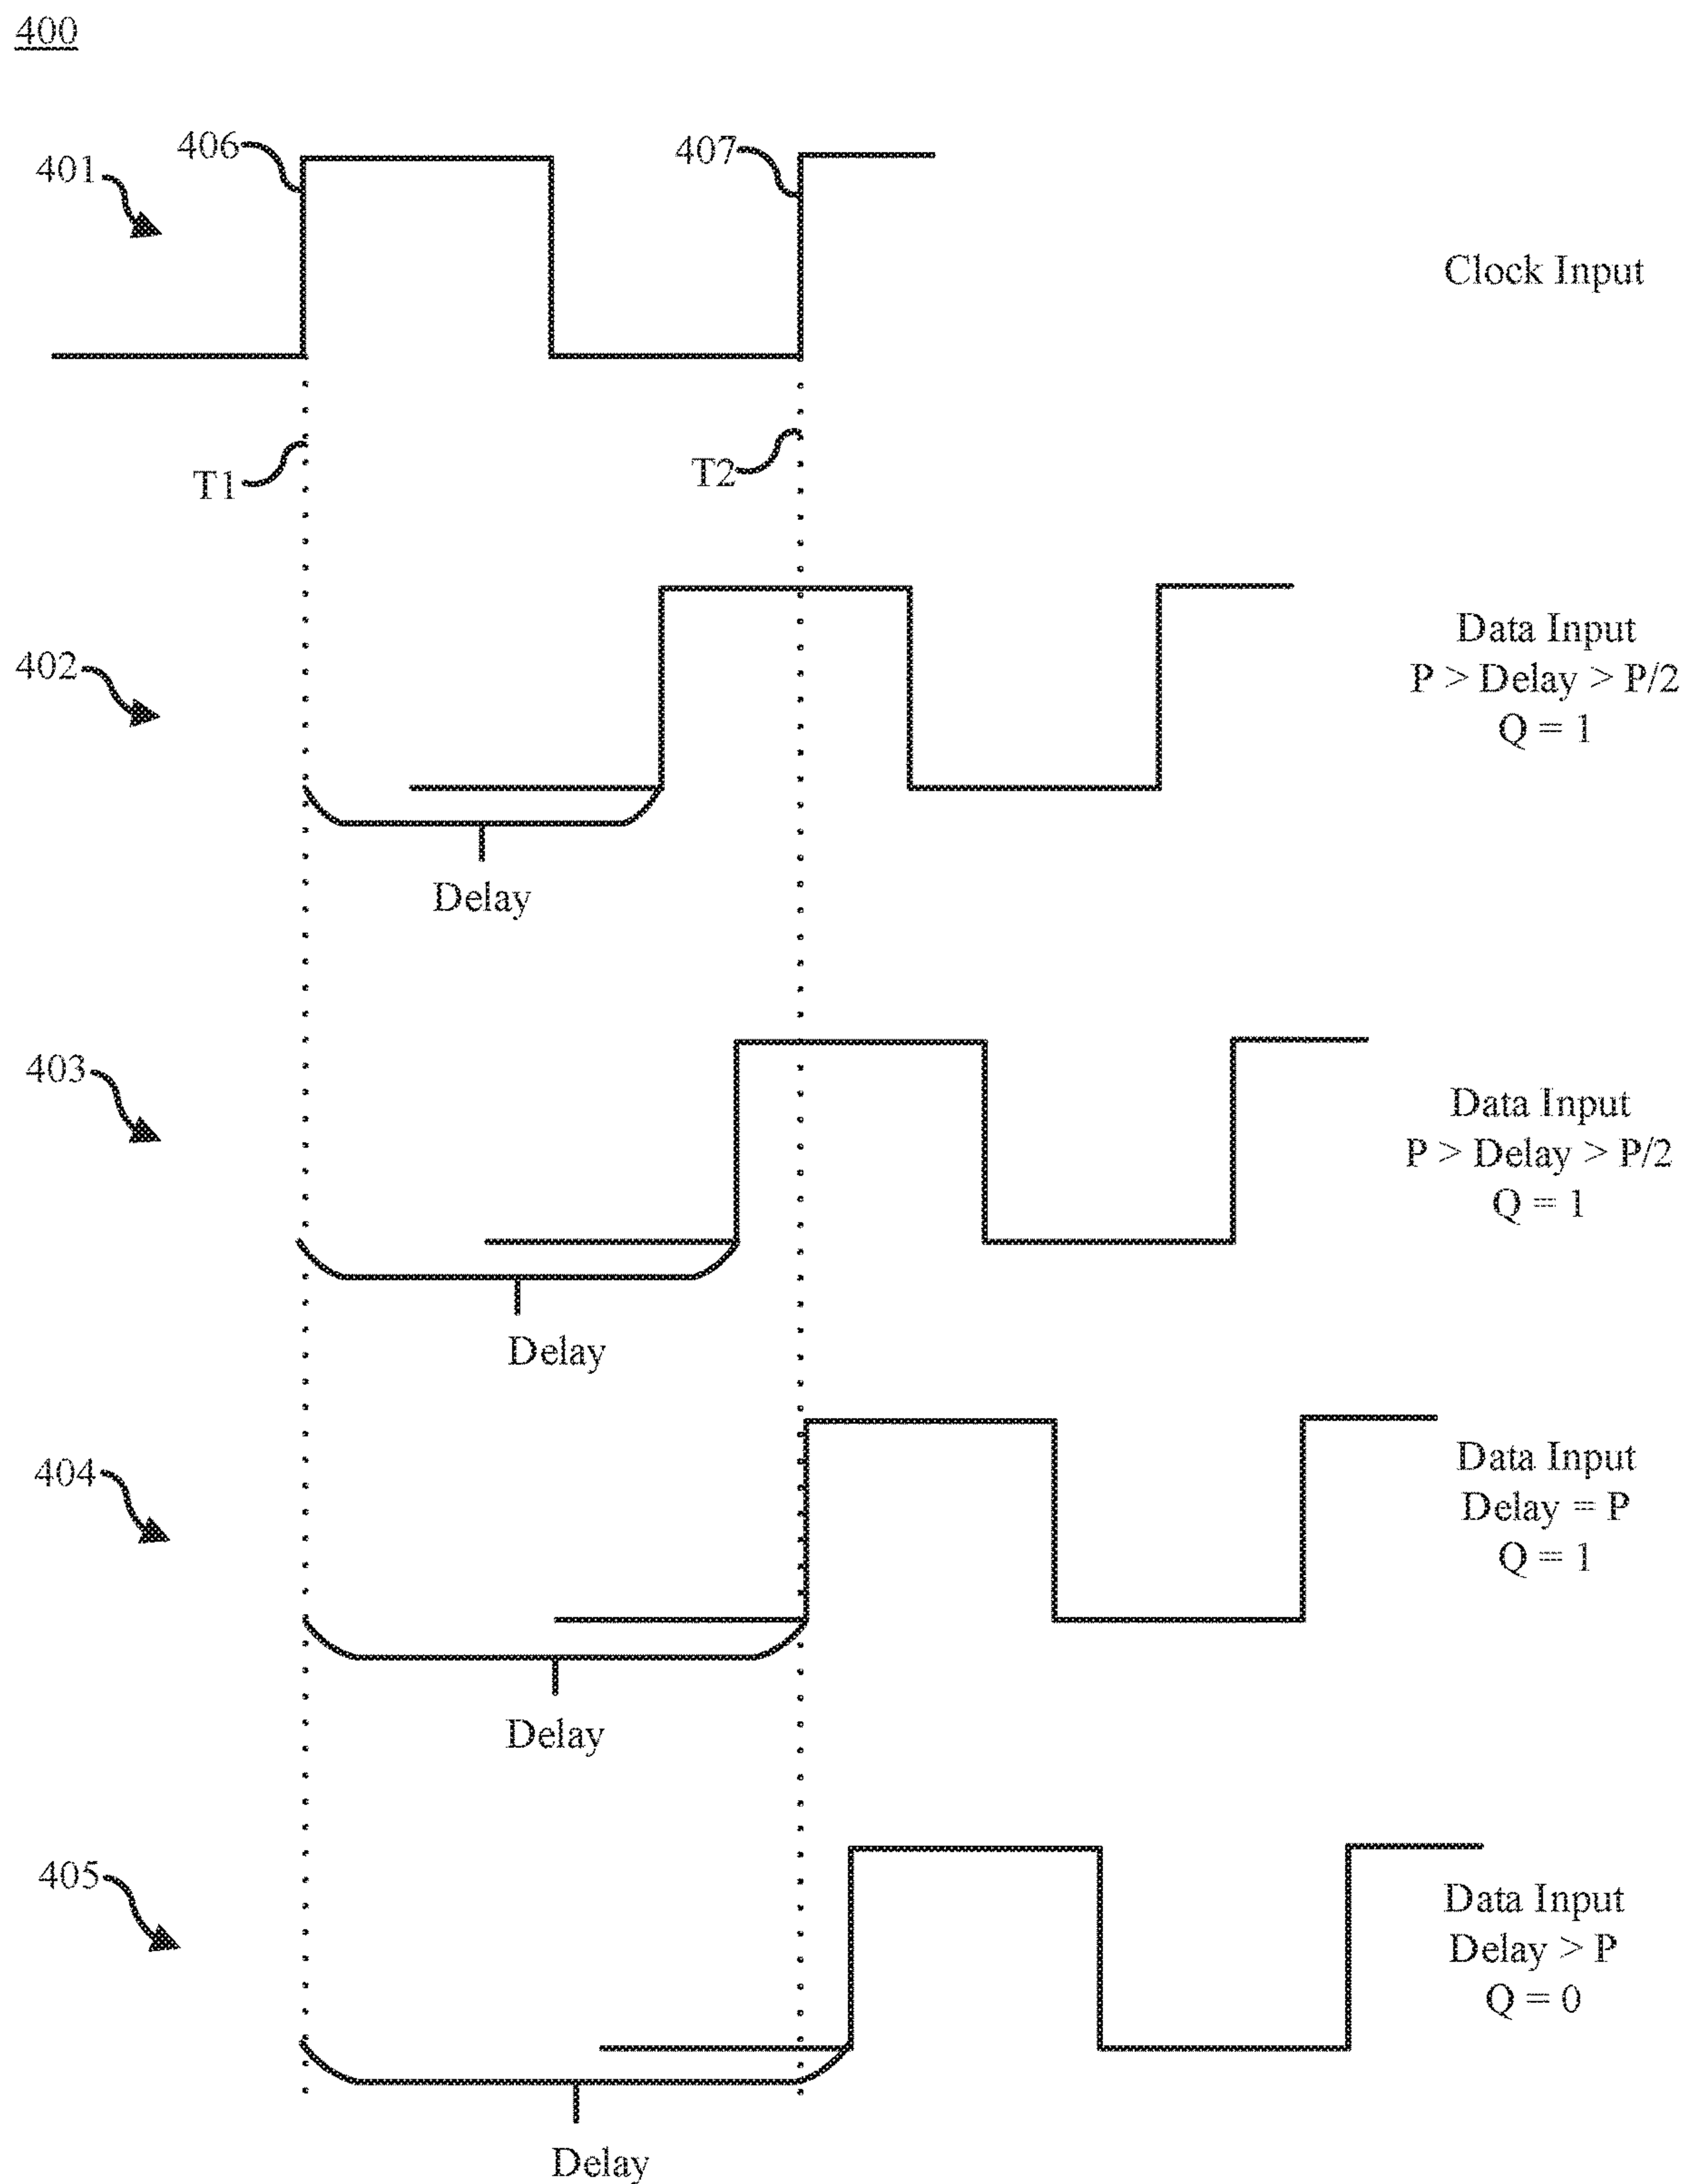 400
406
407
401
Clock Input
T1
T2
402
Data Input
P > Delay > P/2
Q = 1
Delay
403
Data Input
P > Delay > P/2
Q = 1
Delay
404
Data Input
Delay = P
Q = 1
Delay
405
Data Input
Delay > P
Q = 0
Delay